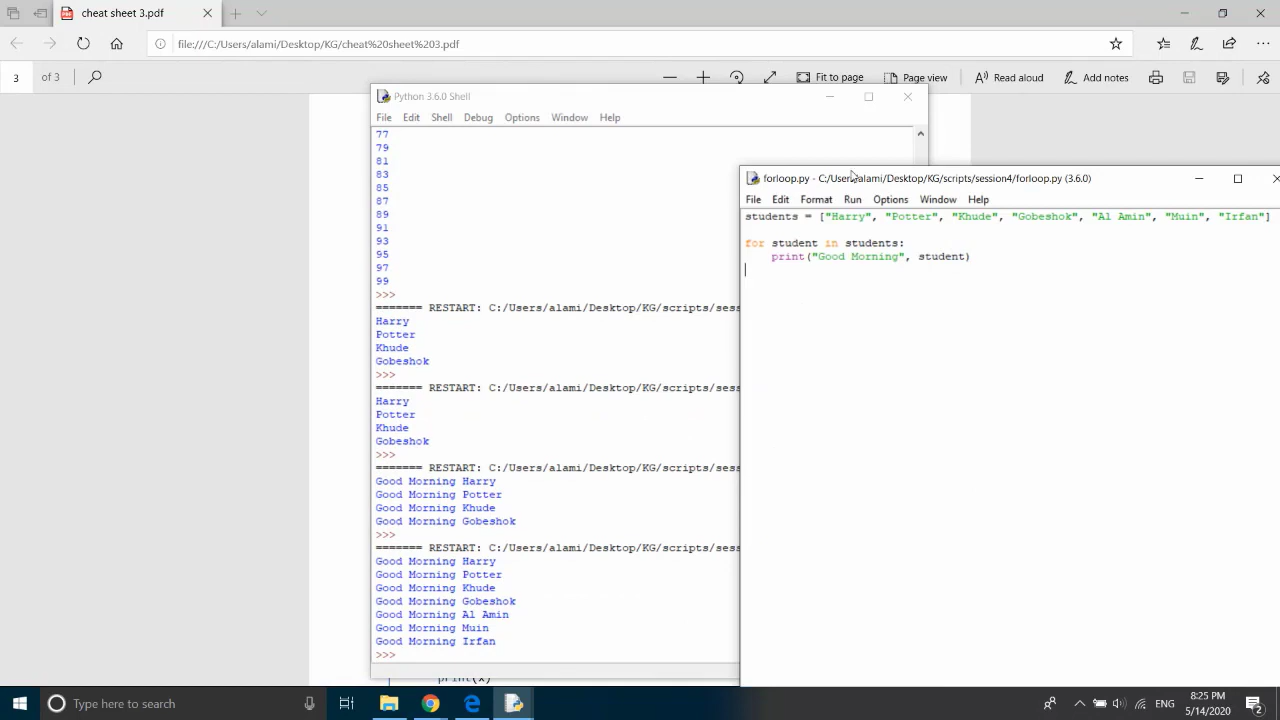 cheat sheet 3.pdf
file:///C:/Users/alami/Desktop/KG/cheat%20sheet%203.pdf
3 of 3
Fit to page
Page view
Read aloud
Add notes
Python 3.6.0 Shell
File Edit Shell Debug Options Window Help
77
79
81
83
85
87
89
91
93
95
97
99
>>>
======= RESTART: C:/Users/alami/Desktop/KG/scripts/sess
Harry
Potter
Khude
Gobeshok
>>>
======= RESTART: C:/Users/alami/Desktop/KG/scripts/sess
Harry
Potter
Khude
Gobeshok
>>>
======= RESTART: C:/Users/alami/Desktop/KG/scripts/sess
Good Morning Harry
Good Morning Potter
Good Morning Khude
Good Morning Gobeshok
>>>
======= RESTART: C:/Users/alami/Desktop/KG/scripts/sess
Good Morning Harry
Good Morning Potter
Good Morning Khude
Good Morning Gobeshok
Good Morning Al Amin
Good Morning Muin
Good Morning Irfan
>>>
forloop.py - C:/Users/alami/Desktop/KG/scripts/session4/forloop.py (3.6.0)
File Edit Format Run Options Window Help
students = ["Harry", "Potter", "Khude", "Gobeshok", "Al Amin", "Muin", "Irfan"]
for student in students:
    print("Good Morning", student)
print(x)
Type here to search
ENG
8:25 PM
5/14/2020
2